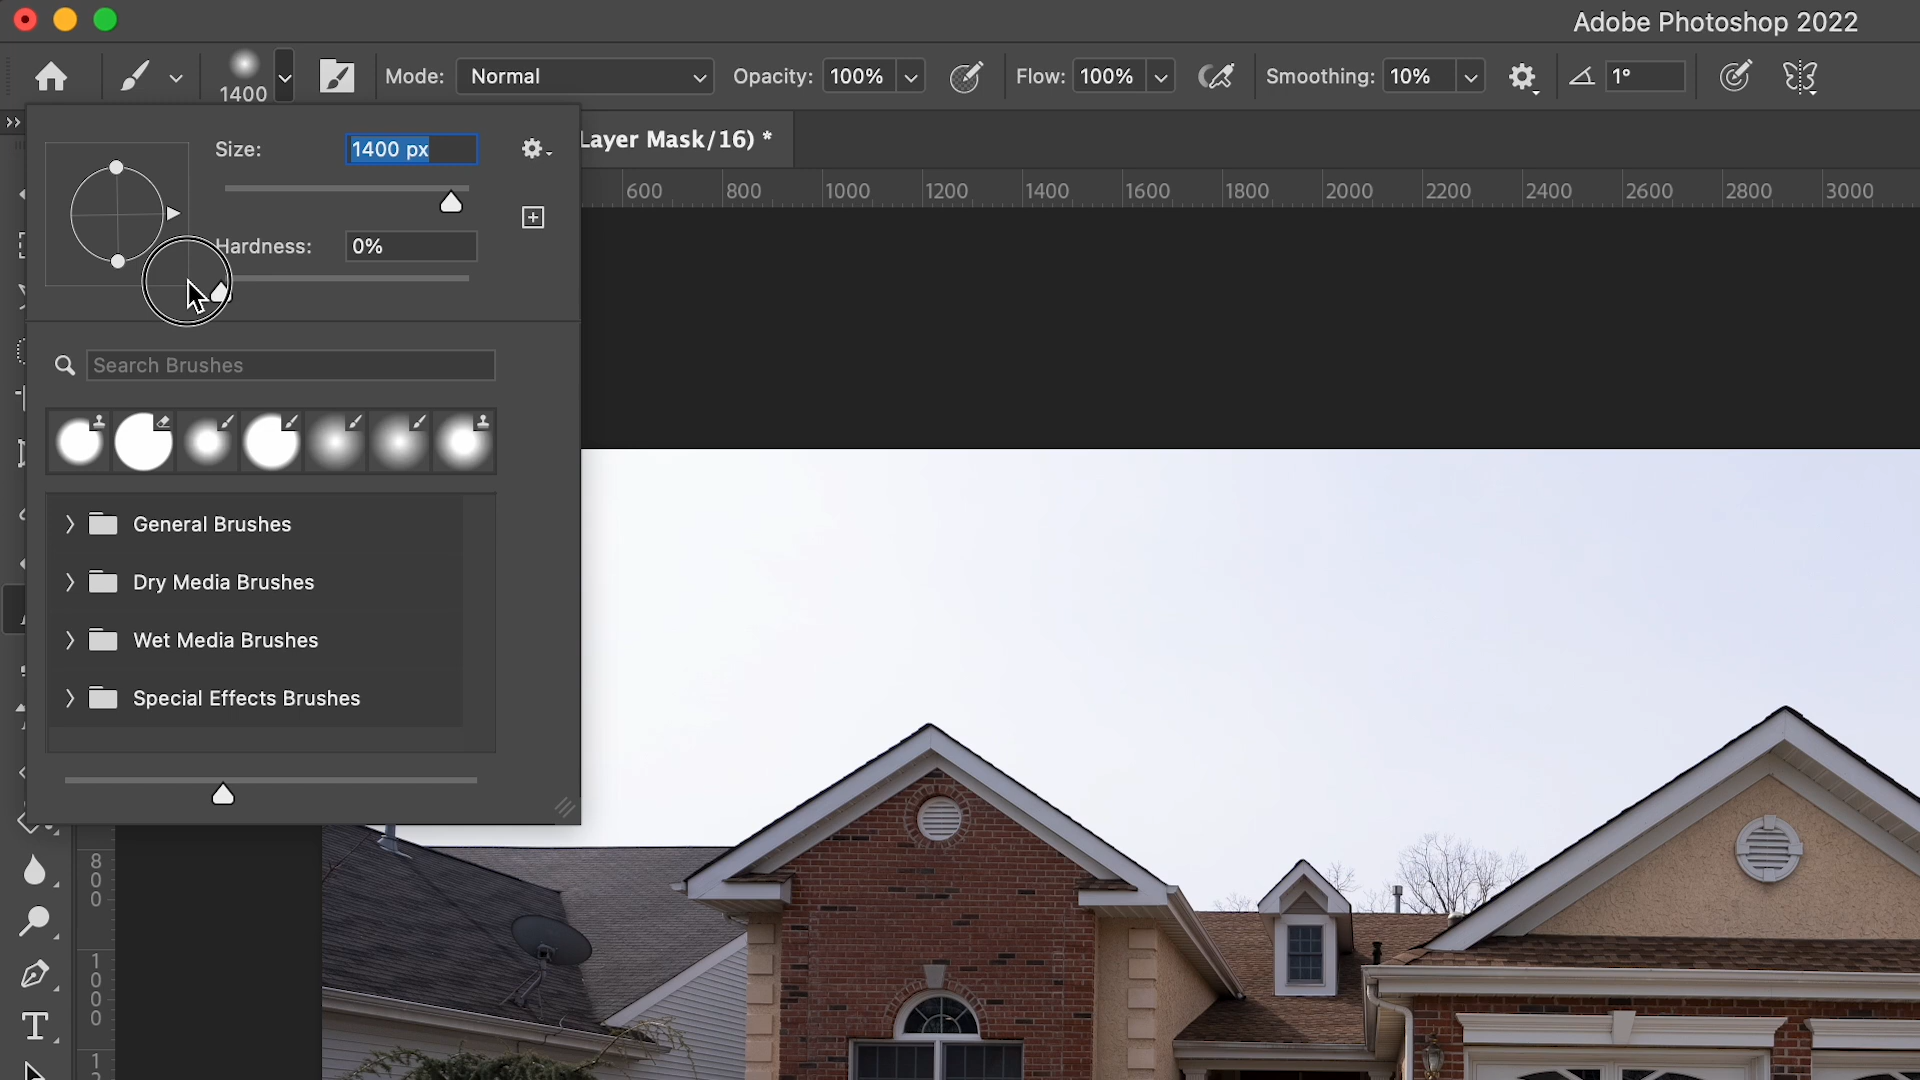 Adobe Photoshop 2022
1400
Mode: Normal
Opacity: 100%
Flow: 100%
Smoothing: 10%
1°
Size: 1400 px
Layer Mask/16) *
600 800 1000 1200 1400 1600 1800 2000 2200 2400 2600 2800 3000
Hardness: 0%
Search Brushes
General Brushes
Dry Media Brushes
Wet Media Brushes
Special Effects Brushes
800
1000
T